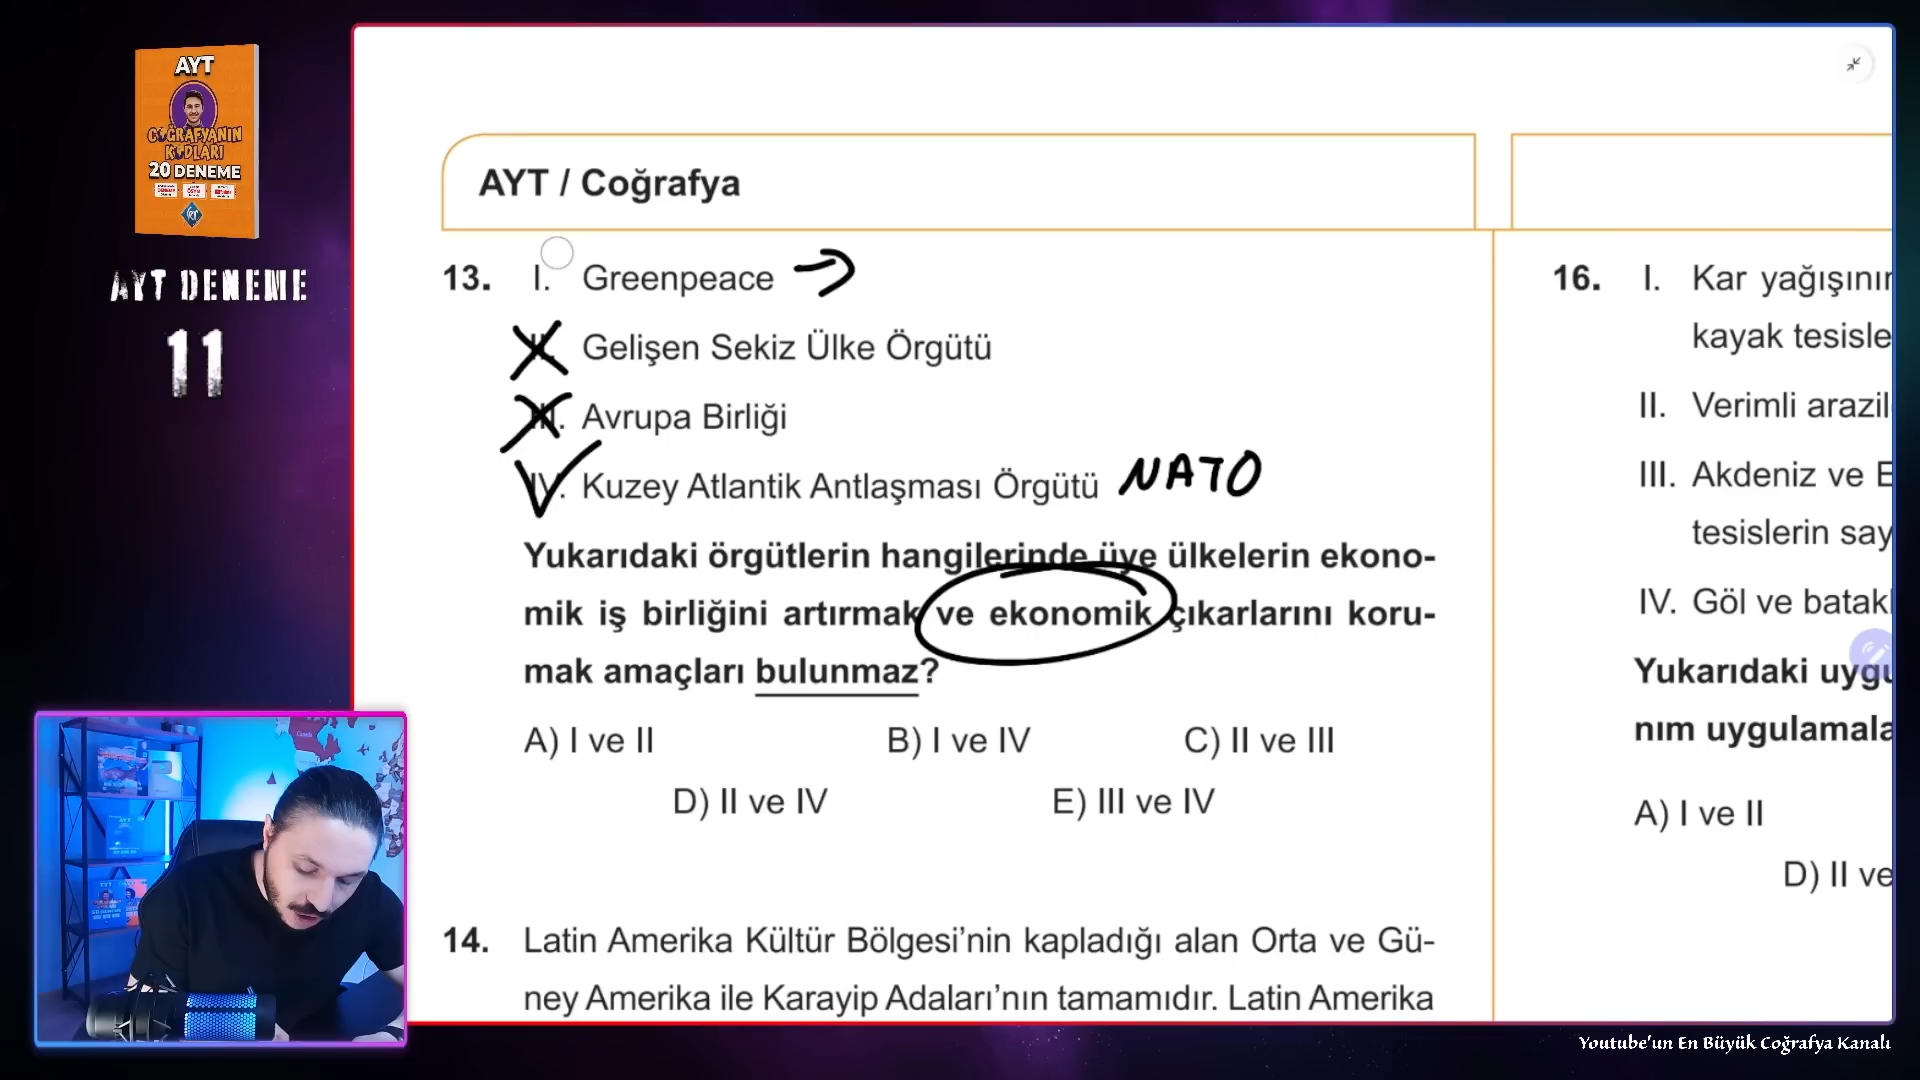 AYT
COĞRAFYANIN
KODLARI
20 DENEME
AYT DENEME
11
AYT / Coğrafya
13. I. Greenpeace
Gelişen Sekiz Ülke Örgütü
III. Avrupa Birliği
IV. Kuzey Atlantik Antlaşması Örgütü NATO
Yukarıdaki örgütlerin hangilerinde üye ülkelerin ekono-
mik iş birliğini artırmak ve ekonomik çıkarlarını koru-
mak amaçları bulunmaz?
A) I ve II B) I ve IV C) II ve III
D) II ve IV E) III ve IV
14. Latin Amerika Kültür Bölgesi’nin kapladığı alan Orta ve Gü-
ney Amerika ile Karayip Adaları’nın tamamıdır. Latin Amerika
16. I. Kar yağışının
kayak tesisle
II. Verimli arazil
III. Akdeniz ve E
tesislerin say
IV. Göl ve batakl
Yukarıdaki uygu
nım uygulamala
A) I ve II
D) II ve
Youtube'un En Büyük Coğrafya Kanalı